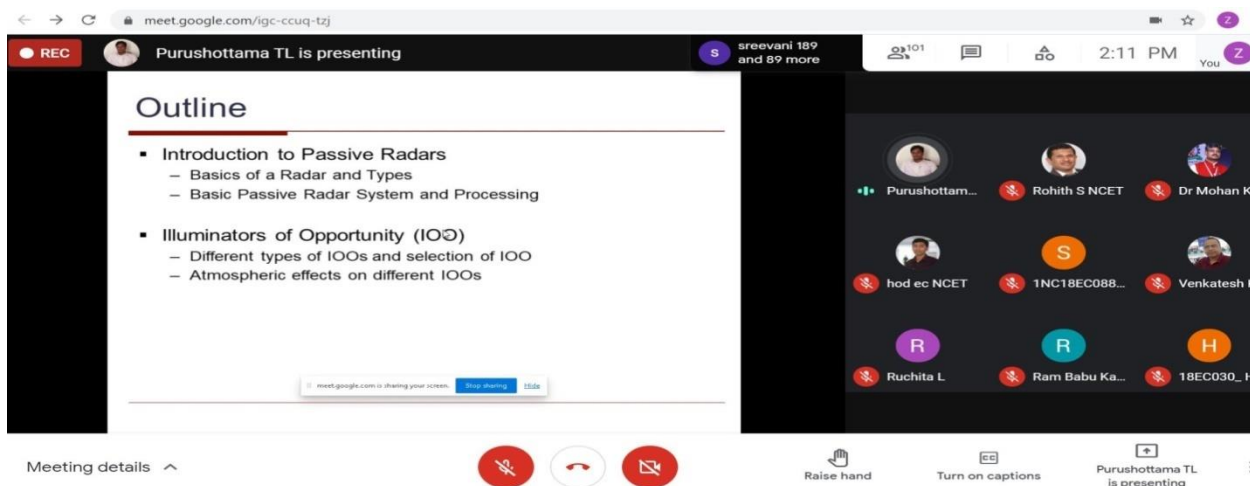 meet.google.com/igc-ccuq-tzj
Z
REC
Purushottama TL is presenting
S
sreevani 189
and 89 more
101
2:11 PM
You
Z
Outline
Introduction to Passive Radars
– Basics of a Radar and Types
– Basic Passive Radar System and Processing
Illuminators of Opportunity (IOO)
– Different types of IOOs and selection of IOO
– Atmospheric effects on different IOOs
meet.google.com is sharing your screen.
Stop sharing
Hide
Purushottam...
Rohith S NCET
Dr Mohan K
hod ec NCET
S
1NC18EC088...
Venkatesh
R
Ruchita L
R
Ram Babu Ka...
H
18EC030_ H
Meeting details
Raise hand
CC
Turn on captions
Purushottama TL
is presenting